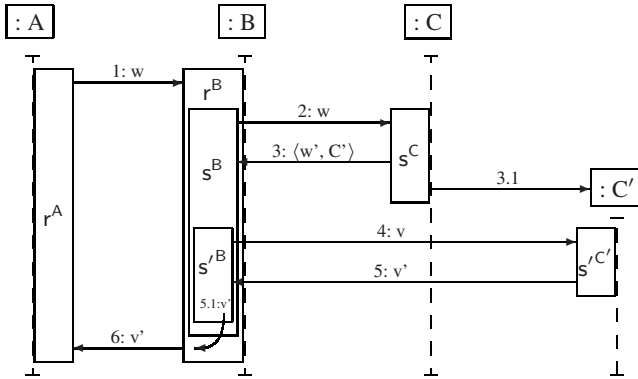 : A : B : C
1: w
r^B
2: w
3: ⟨w', C'⟩
s^B
s^C
3.1
: C′
r^A
4: v
s′^B
s′^C′
5: v'
5.1:v'
6: v'